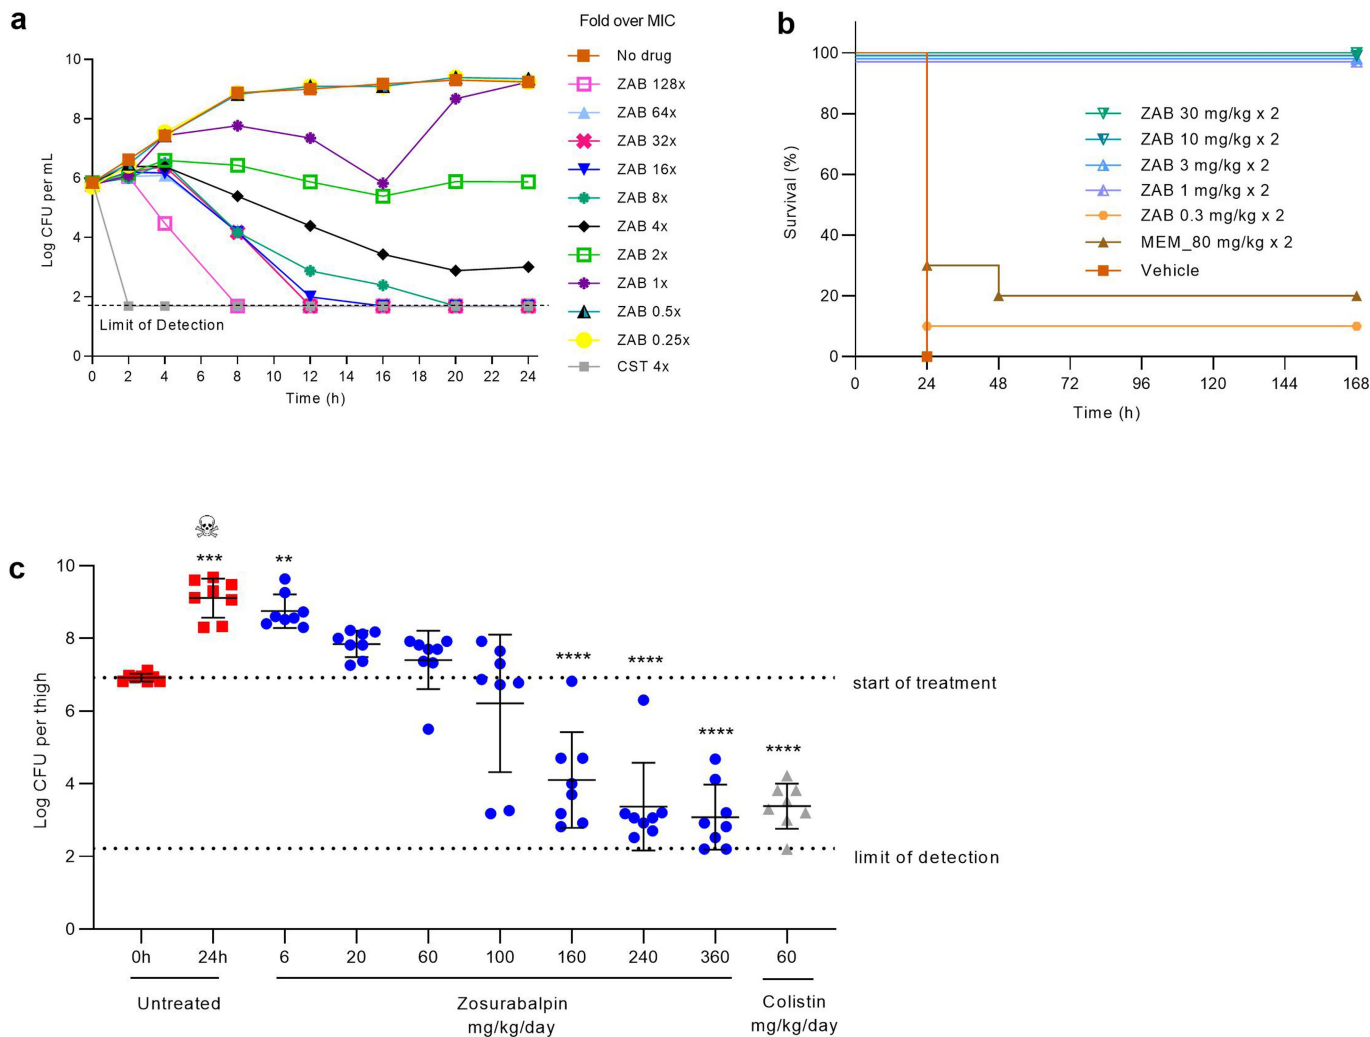 a
Fold over MIC
10
8
6
4
2
0
Log CFU per mL
Limit of Detection
0 2 4 6 8 10 12 14 16 18 20 22 24
Time (h)
No drug
ZAB 128x
ZAB 64x
ZAB 32x
ZAB 16x
ZAB 8x
ZAB 4x
ZAB 2x
ZAB 1x
ZAB 0.5x
ZAB 0.25x
CST 4x
b
100
80
60
40
20
0
Survival (%)
ZAB 30 mg/kg x 2
ZAB 10 mg/kg x 2
ZAB 3 mg/kg x 2
ZAB 1 mg/kg x 2
ZAB 0.3 mg/kg x 2
MEM_80 mg/kg x 2
Vehicle
0 24 48 72 96 120 144 168
Time (h)
c
*** ** **** **** **** ****
10
8
6
4
2
0
Log CFU per thigh
start of treatment
limit of detection
0h 24h 6 20 60 100 160 240 360 60
Untreated
Zosurabalpin
mg/kg/day
Colistin
mg/kg/day